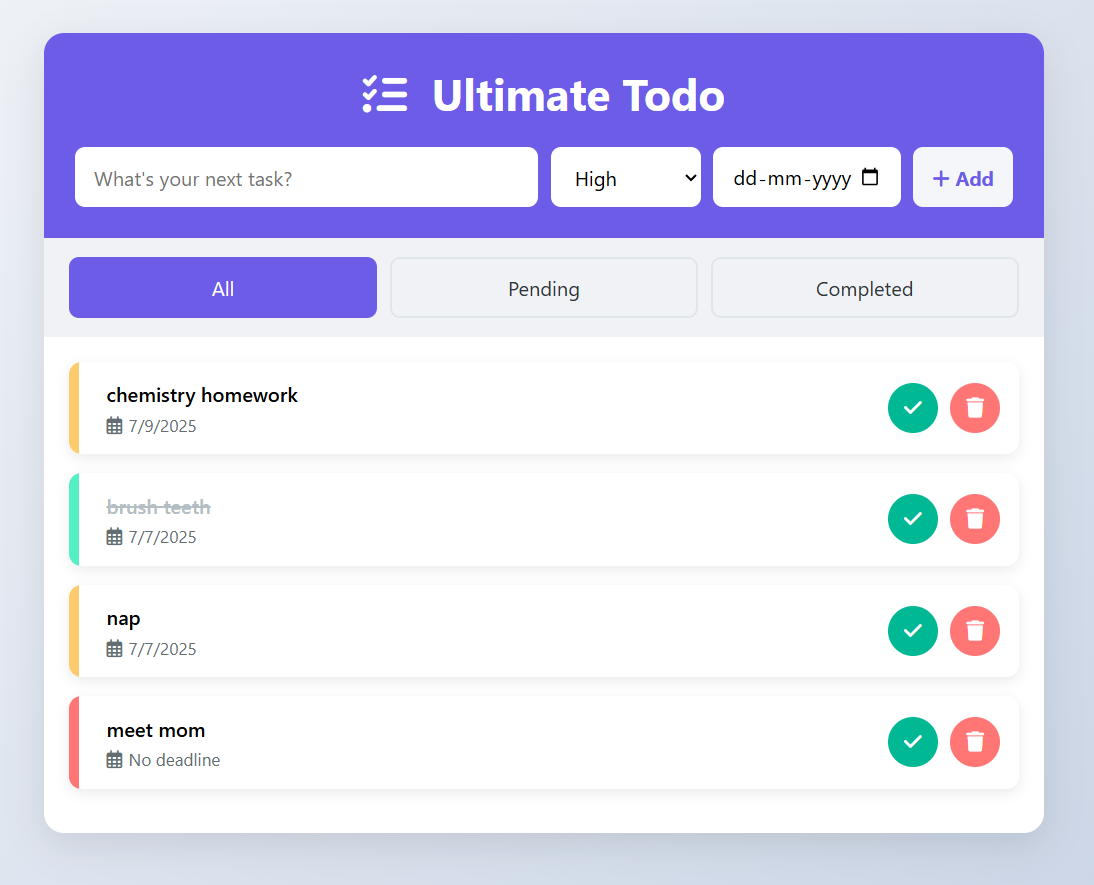 Ultimate Todo
What's your next task?
High
dd-mm-yyyy
+ Add
All
Pending
Completed
chemistry homework
7/9/2025
brush teeth
7/7/2025
nap
7/7/2025
meet mom
No deadline